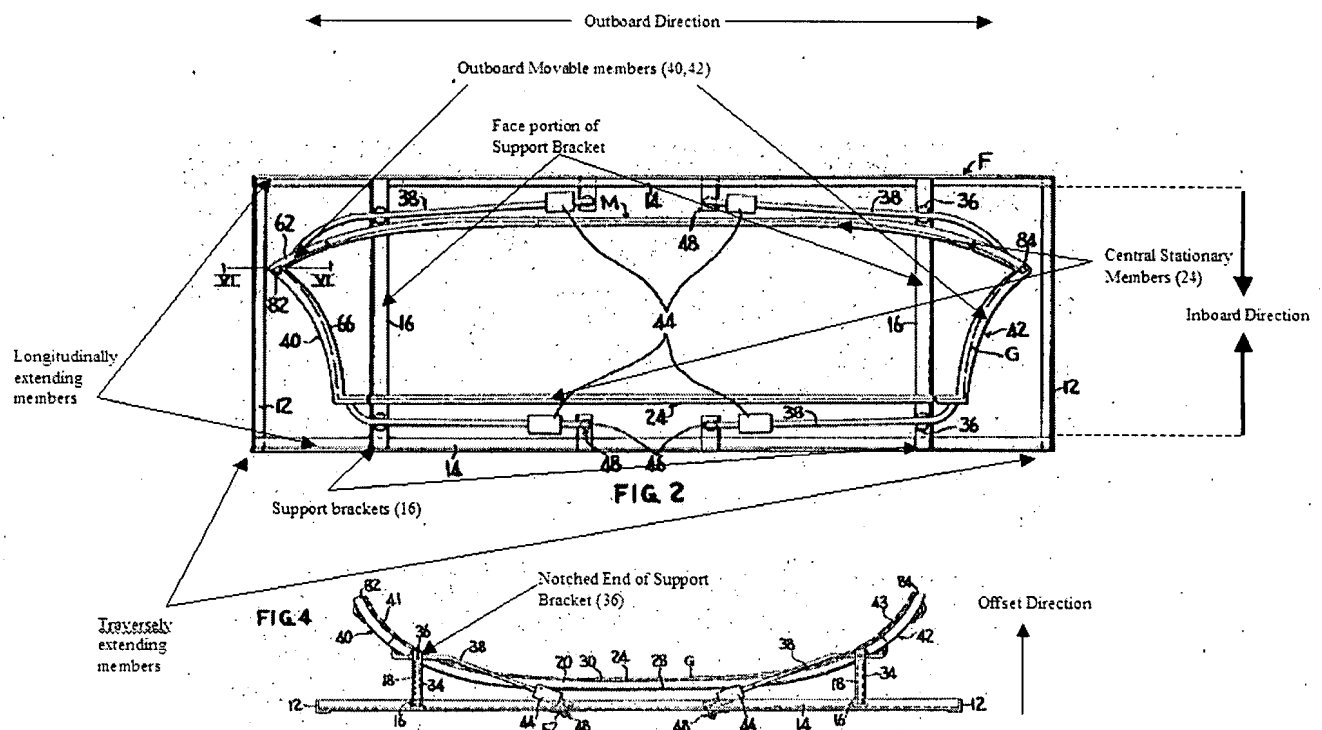 Outboard Direction
Outboard Movable members (40,42)
Face portion of
Support Bracket
F
38
M
14
38
36
48
62
84
VI
VI
82
66
40
16
44
16
42
G
Central Stationary
Members (24)
Inboard Direction
Longitudinally
extending
members
12
24
38
36
12
14
48
46
FIG. 2
Support brackets (16)
Notched End of Support
Bracket (36)
Offset Direction
FIG. 4
Traversely
extending
members
82
41
40
36
38
18
34
20
30
24
28
G
38
43
84
42
34
18
12
16
44
52
48
48
44
14
16
12